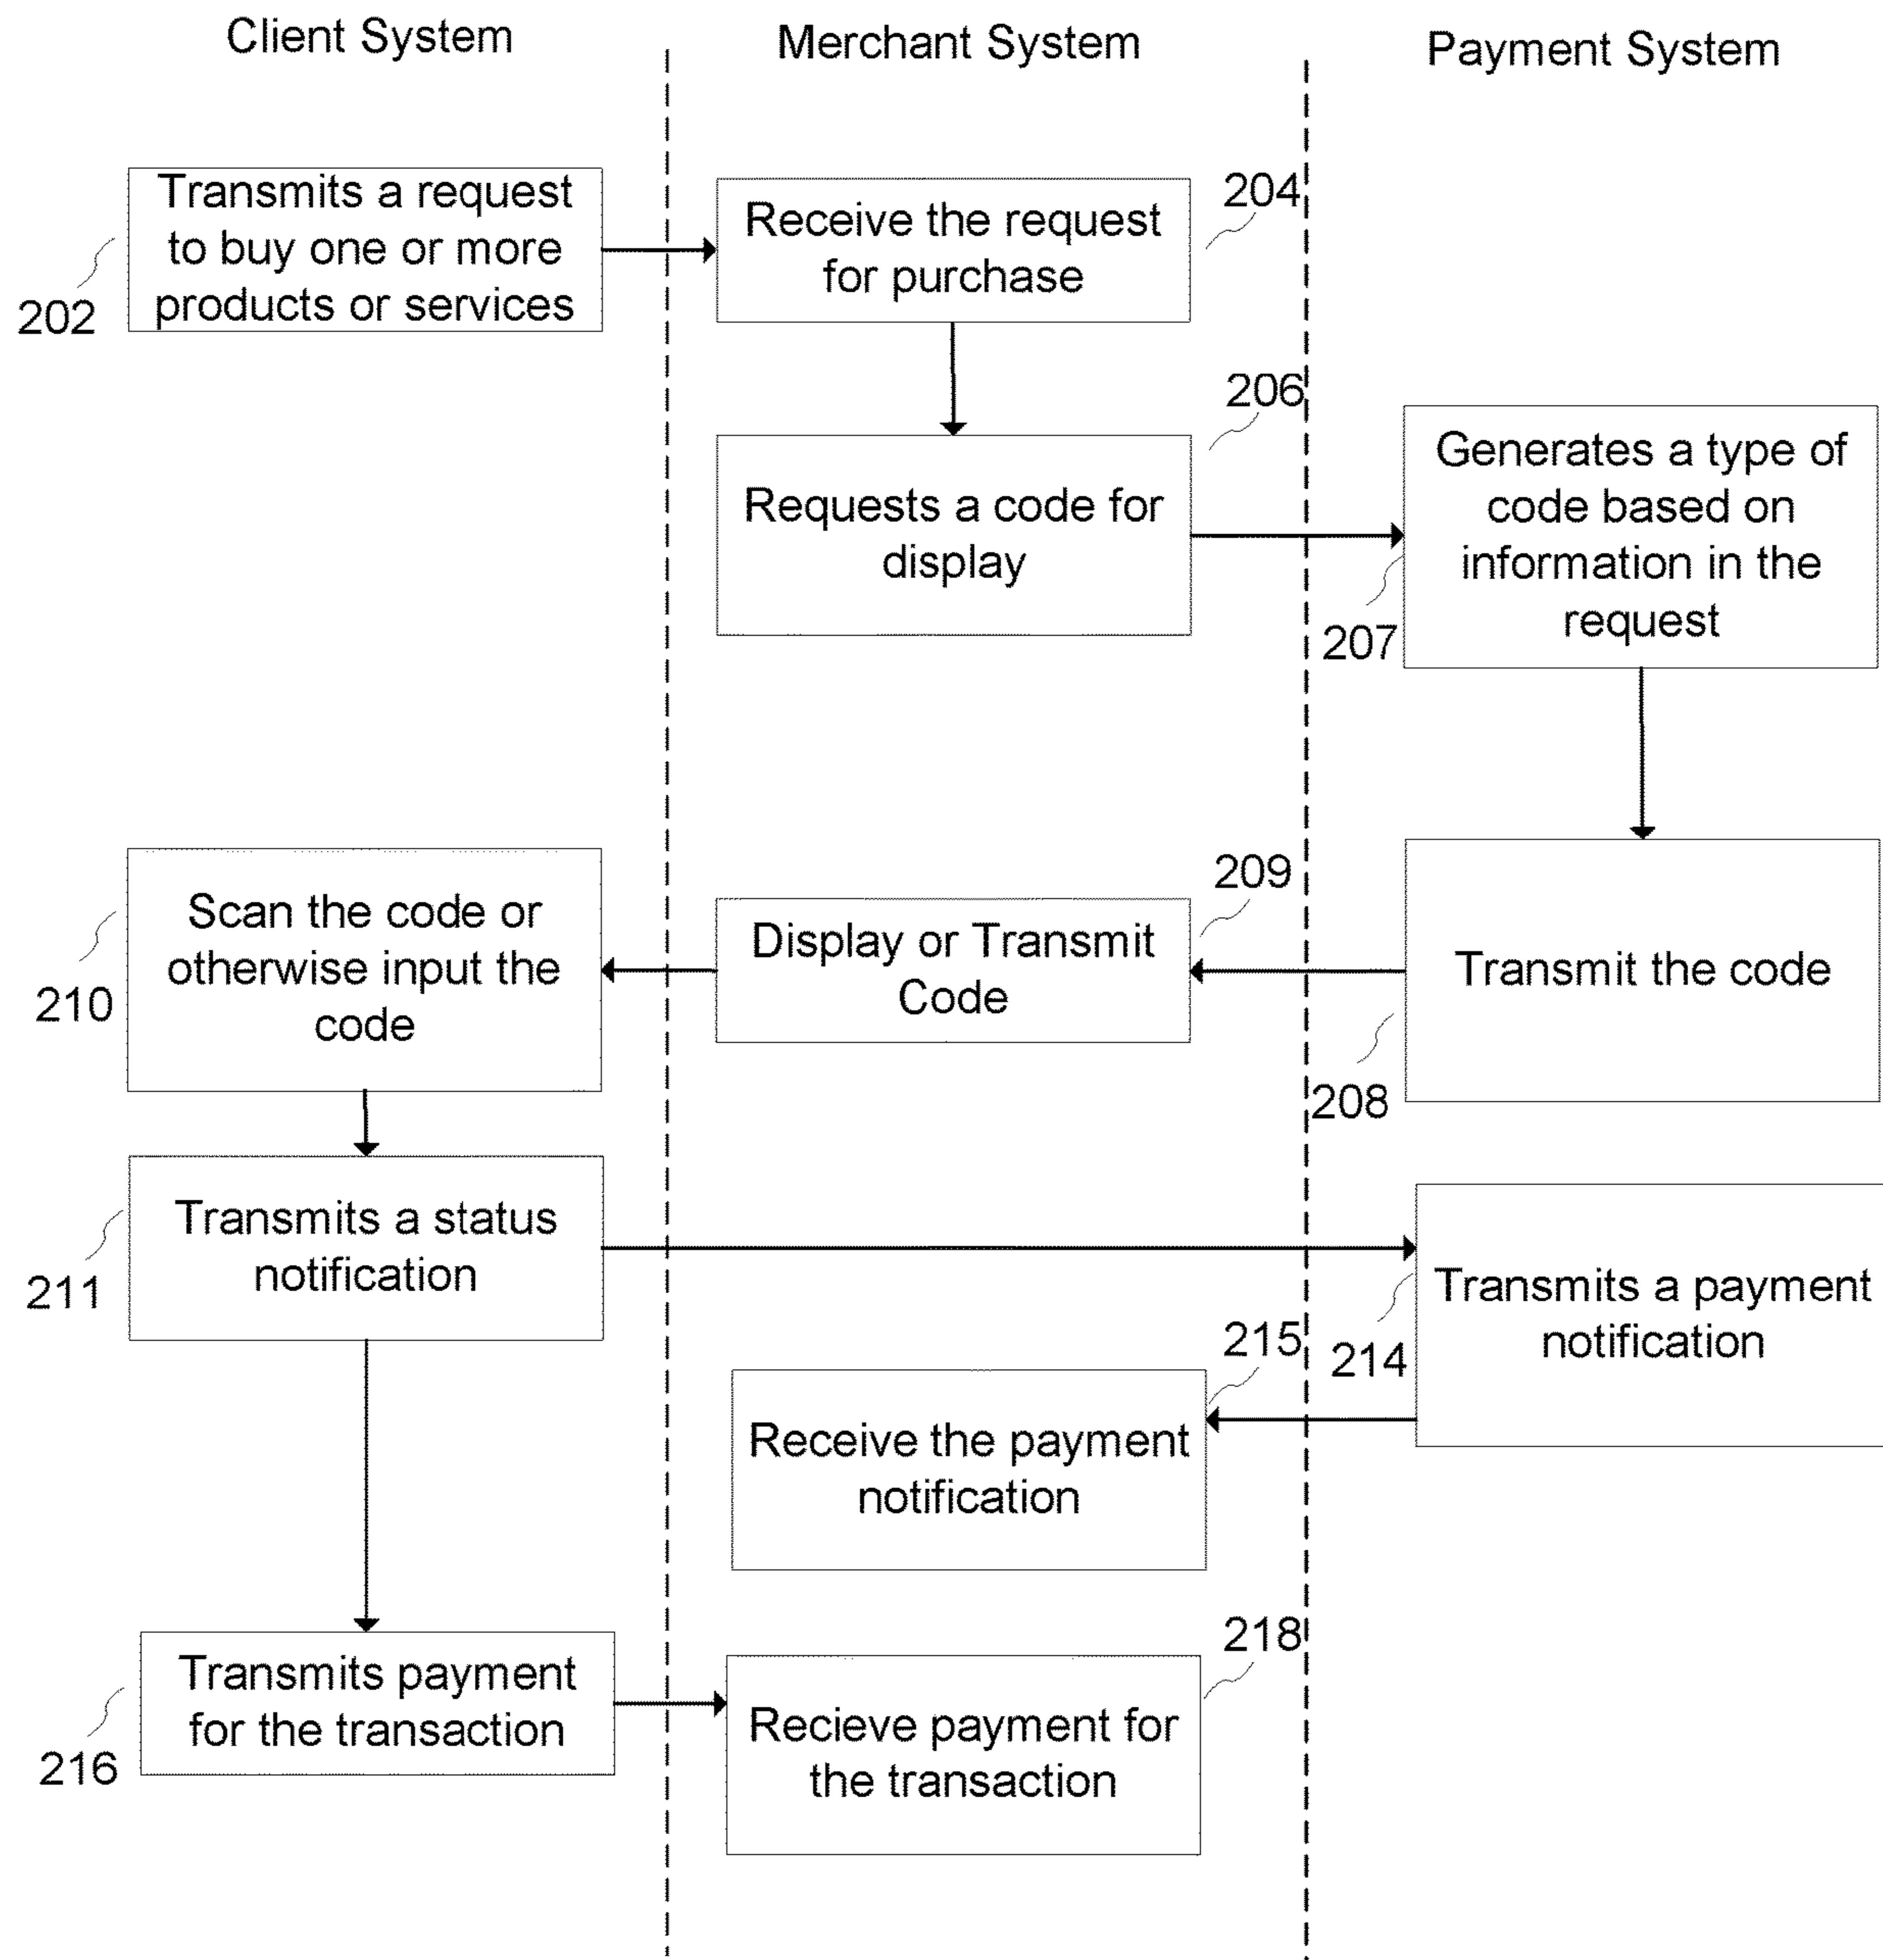 Client System
Merchant System
Payment System
Transmits a request
to buy one or more
products or services
202
Receive the request
for purchase
204
Requests a code for
display
206
Generates a type of
code based on
information in the
request
207
Transmit the code
208
Display or Transmit
Code
209
Scan the code or
otherwise input the
code
210
Transmits a status
notification
211
Transmits a payment
notification
214
Receive the payment
notification
215
Transmits payment
for the transaction
216
Recieve payment for
the transaction
218